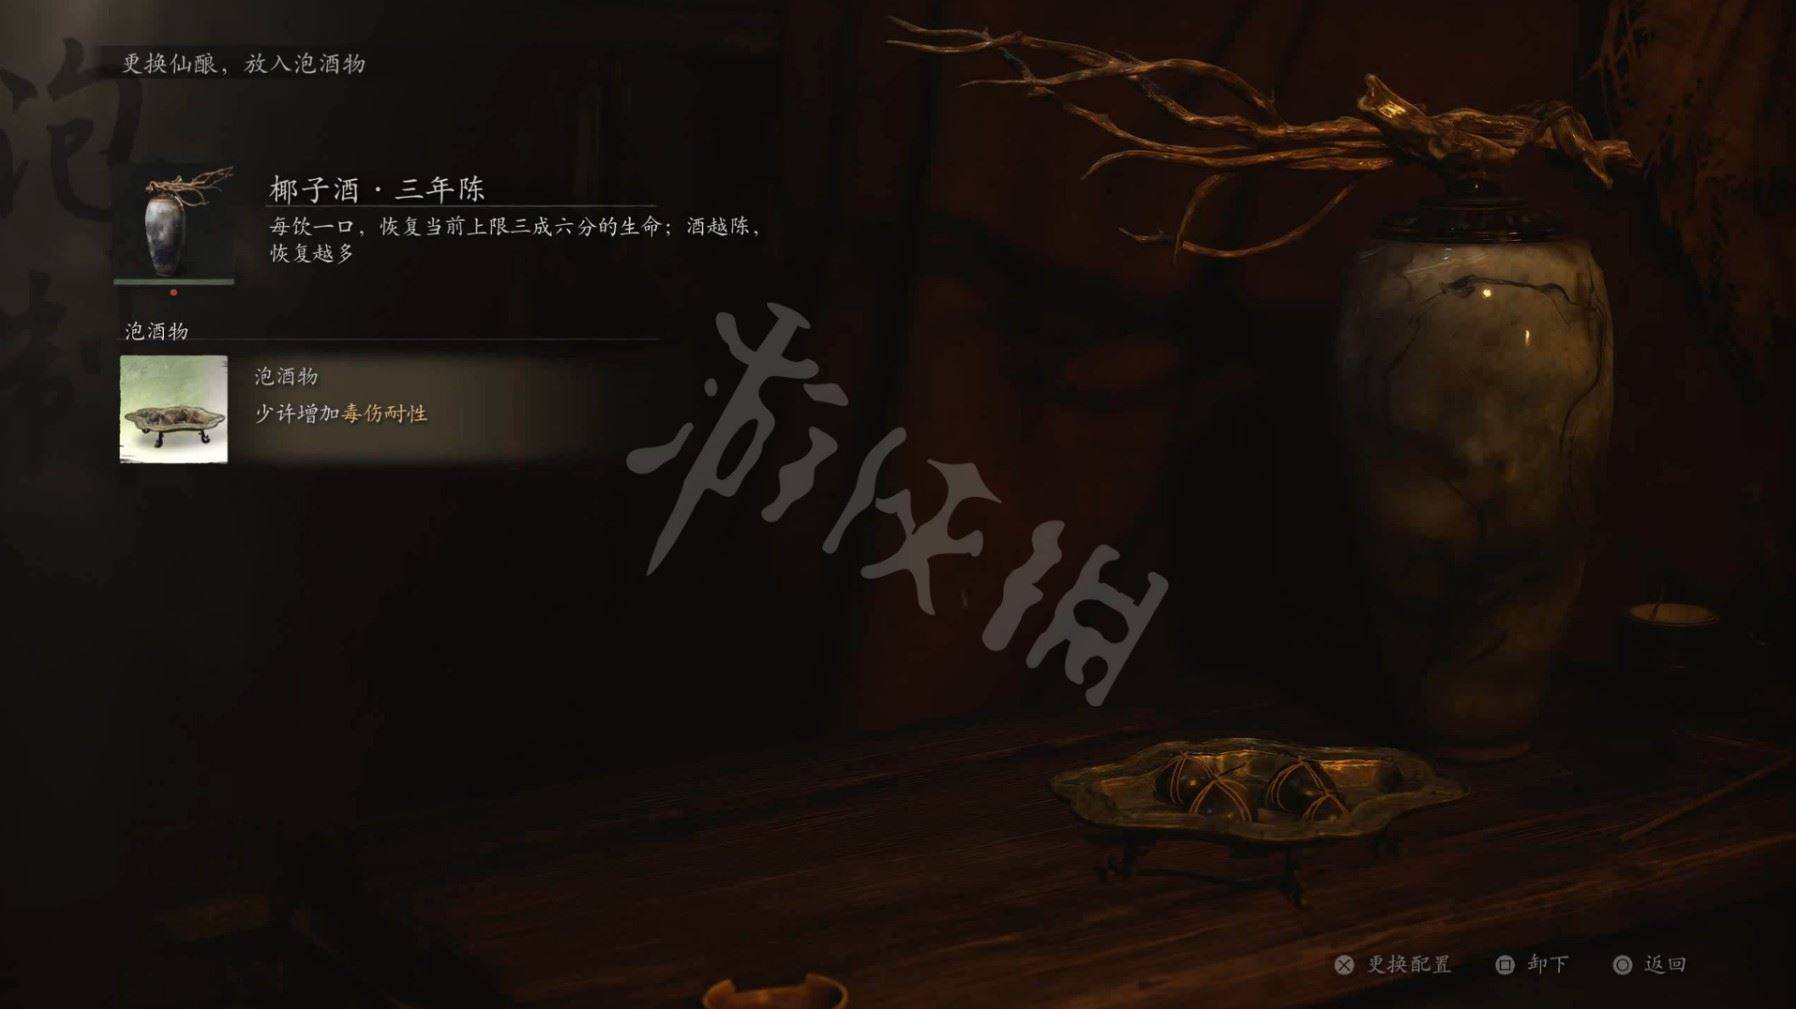 更换仙酿，放入泡酒物
椰子酒·三年陈
每饮一口，恢复当前上限三成六分的生命；酒越陈，
恢复越多
泡酒物
泡酒物
少许增加毒伤耐性
游侠网
更换配置
卸下
返回